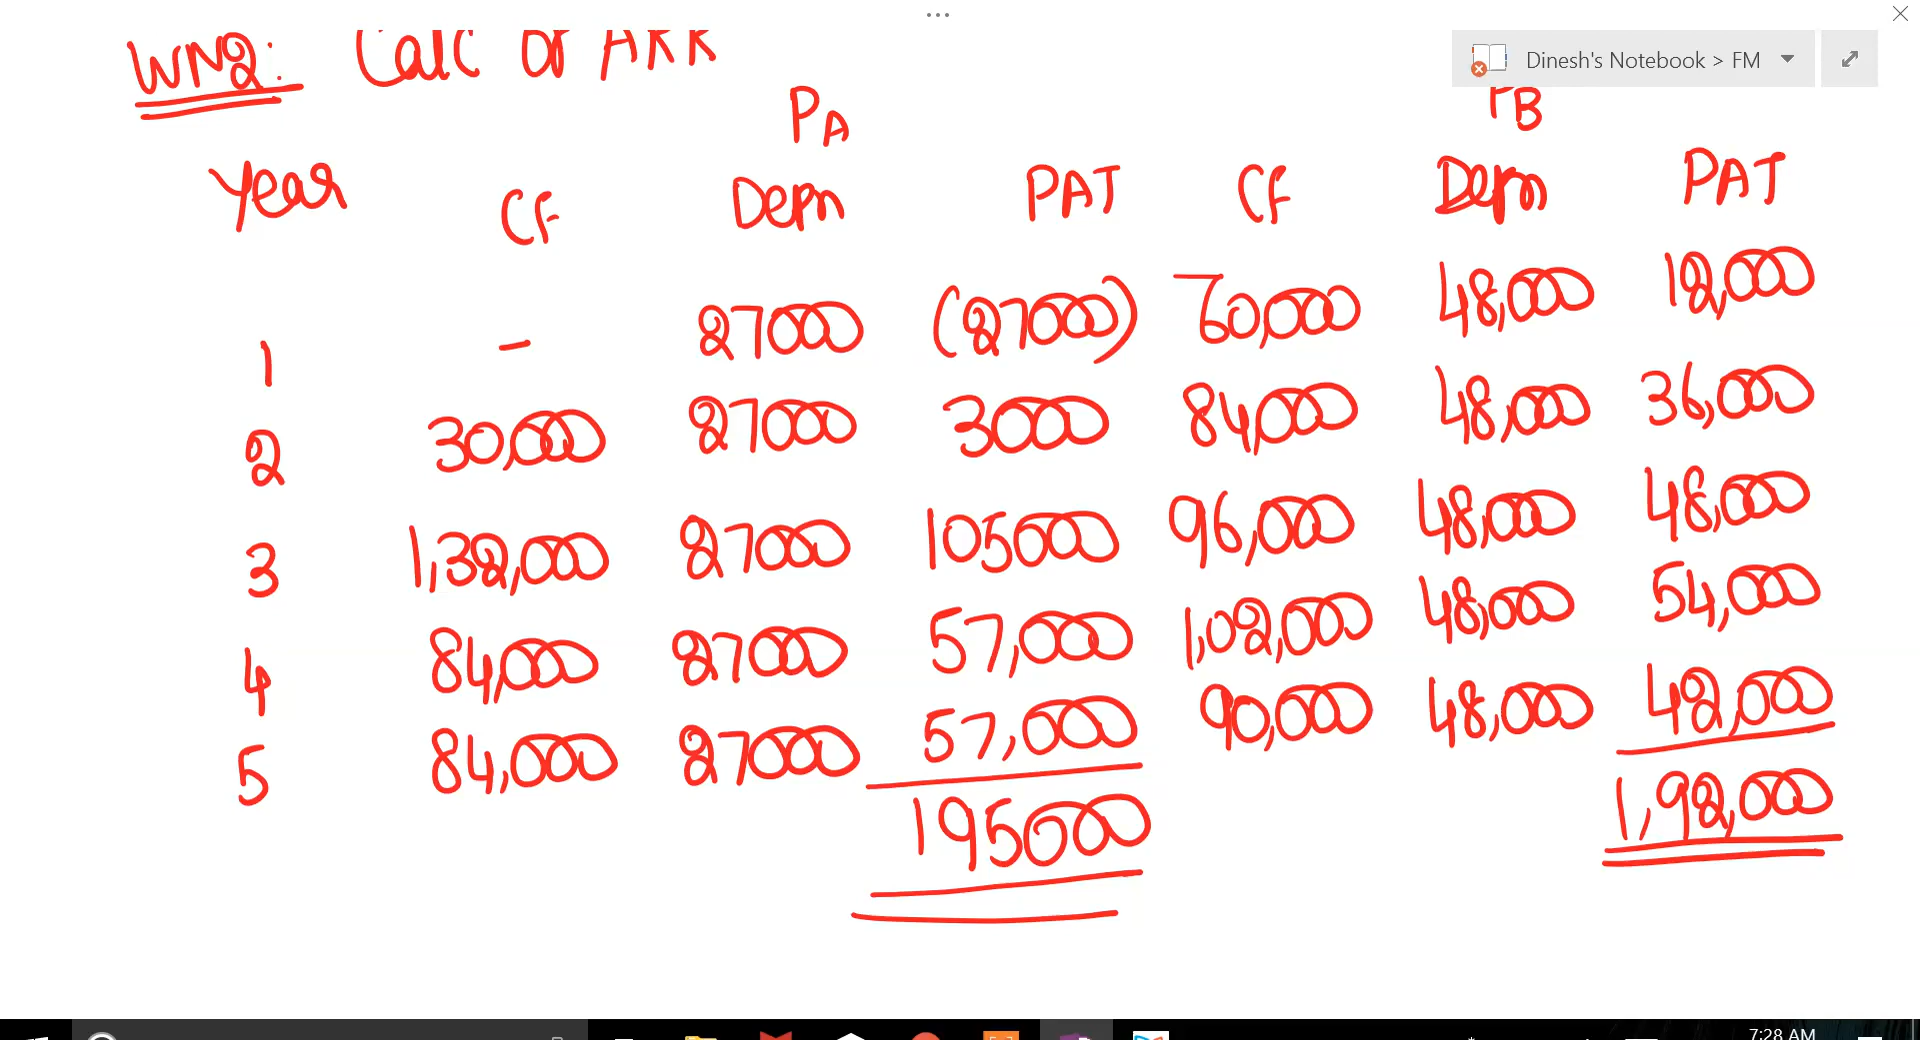 WN2: Calc of ARR
Dinesh's Notebook > FM
PA PB
Year CF Depn PAT CF Depn PAT
1 - 27000 (27000) 60,000 48,000 12,000
2 30,000 27000 3000 84,000 48,000 36,000
3 1,32,000 27000 105000 96,000 48,000 48,000
4 84,000 27000 57,000 1,02,000 48,000 54,000
5 84,000 27000 57,000 90,000 48,000 42,000
195000 1,92,000
7:28 AM